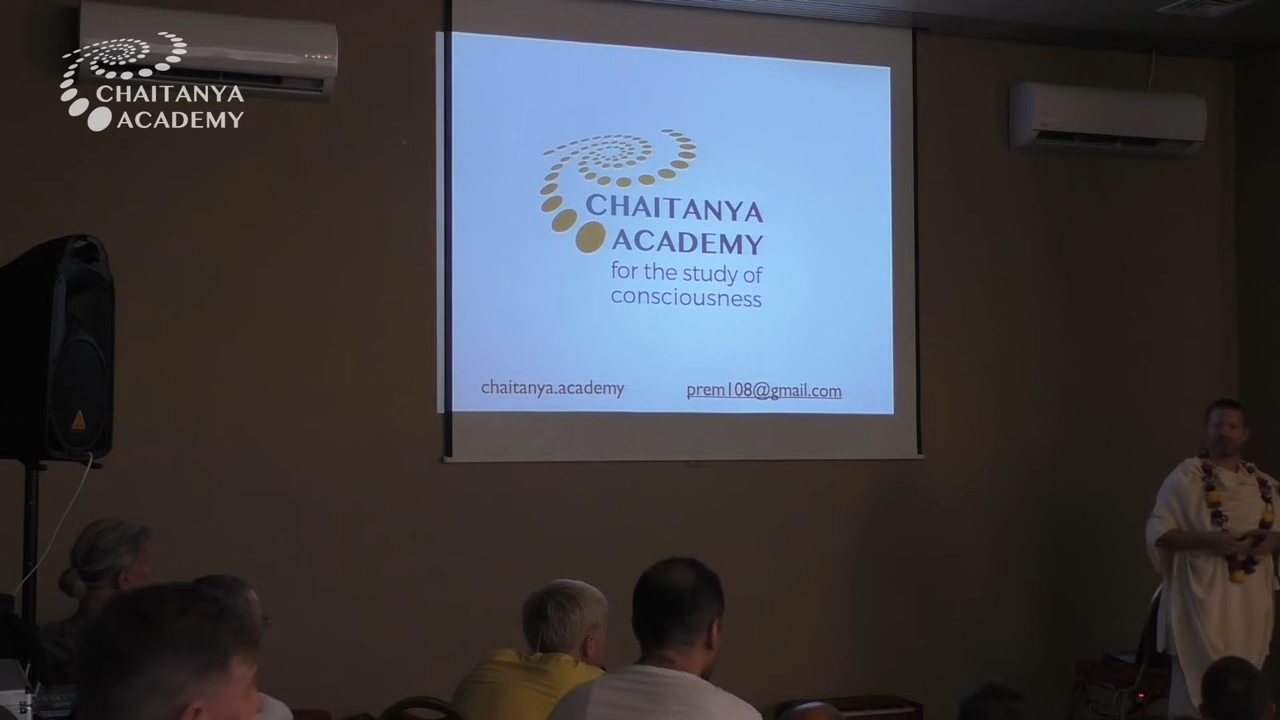 CHAITANYA
ACADEMY
CHAITANYA
ACADEMY
for the study of
consciousness
chaitanya.academy
prem108@gmail.com